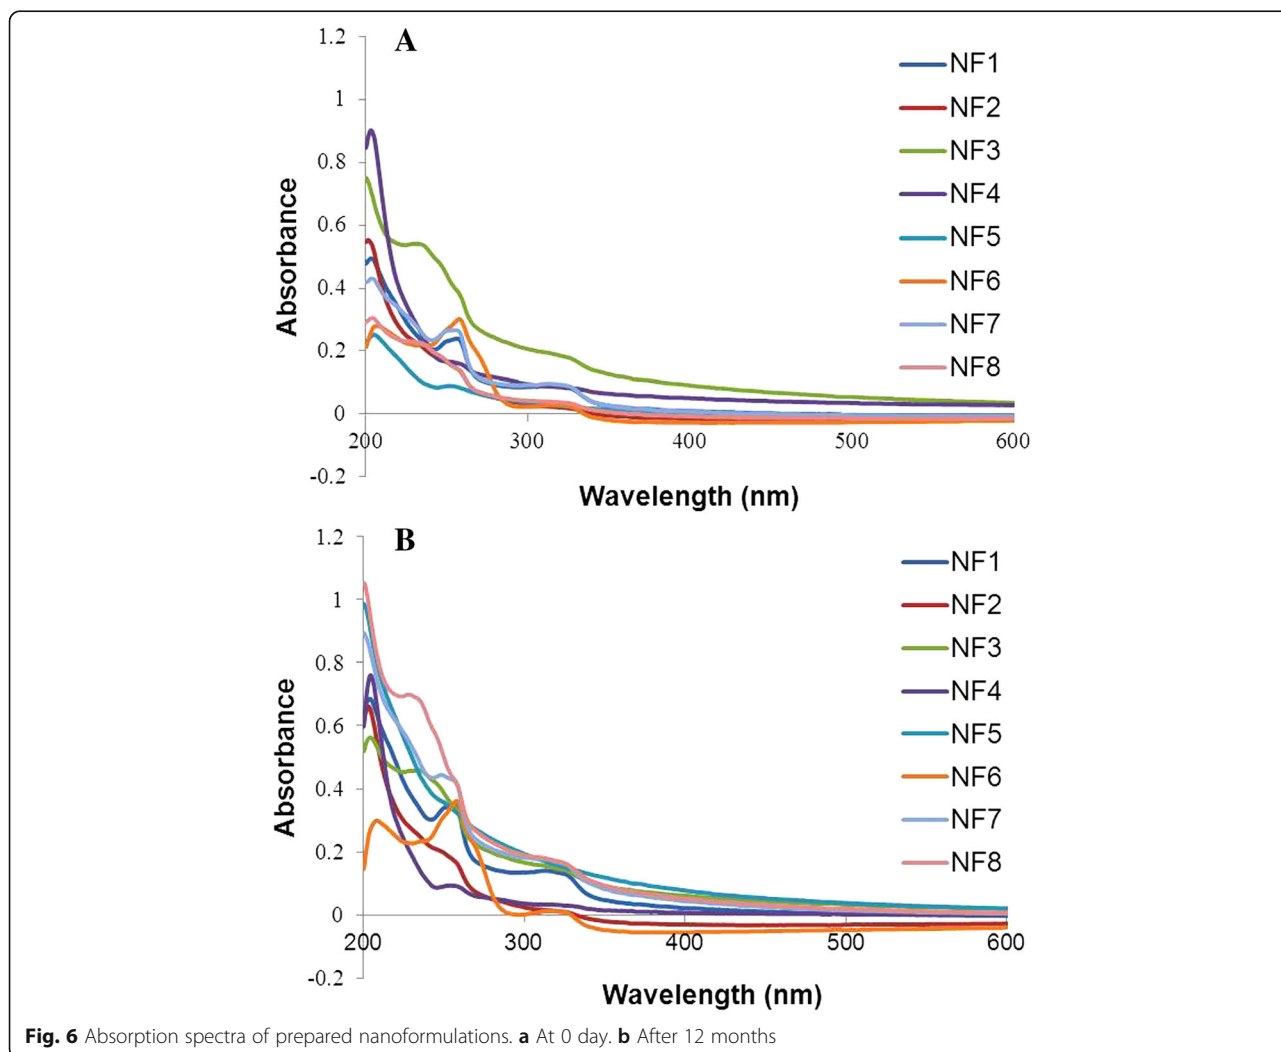 A
1.2
1
0.8
0.6
0.4
0.2
0
-0.2
Absorbance
200 300 400 500 600
Wavelength (nm)
NF1
NF2
NF3
NF4
NF5
NF6
NF7
NF8
B
1.2
1
0.8
0.6
0.4
0.2
0
-0.2
Absorbance
200 300 400 500 600
Wavelength (nm)
NF1
NF2
NF3
NF4
NF5
NF6
NF7
NF8
Fig. 6 Absorption spectra of prepared nanoformulations. a At 0 day. b After 12 months